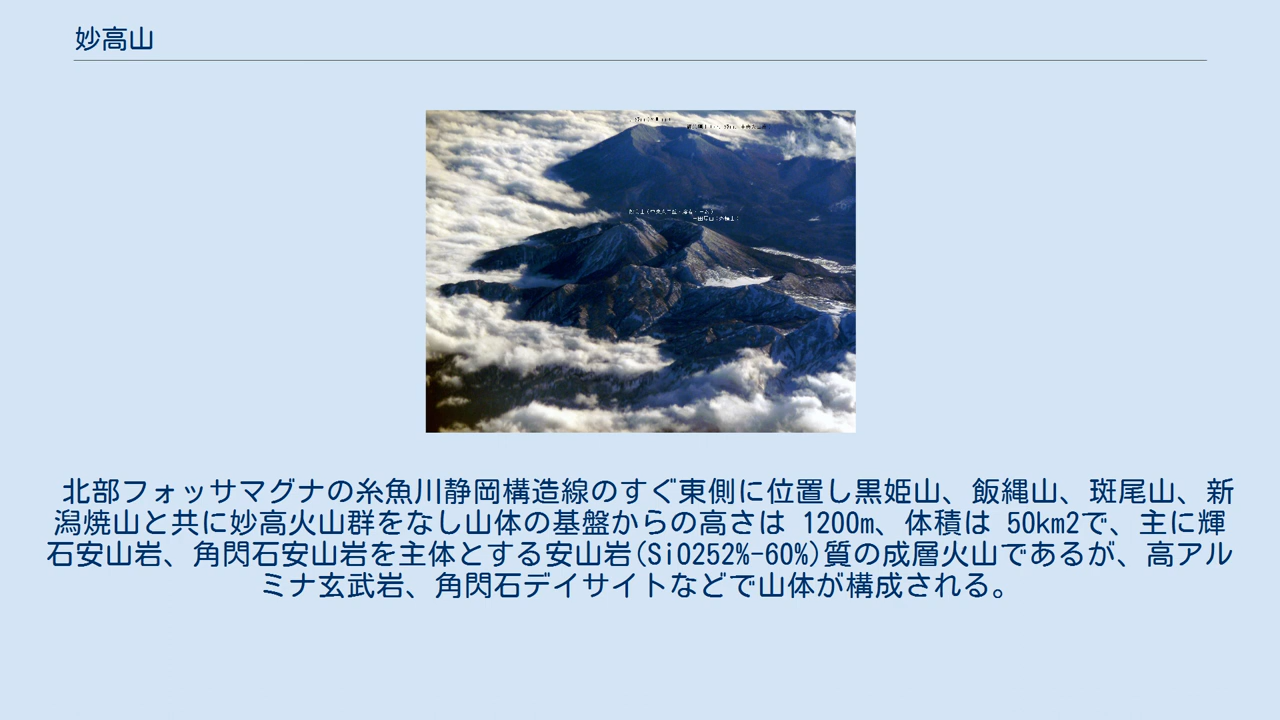 妙高山
北部フォッサマグナの糸魚川静岡構造線のすぐ東側に位置し黒姫山、飯縄山、斑尾山、新
潟焼山と共に妙高火山群をなし山体の基盤からの高さは 1200m、体積は 50km2で、主に輝
石安山岩、角閃石安山岩を主体とする安山岩(SiO252%-60%)質の成層火山であるが、高アル
ミナ玄武岩、角閃石デイサイトなどで山体が構成される。